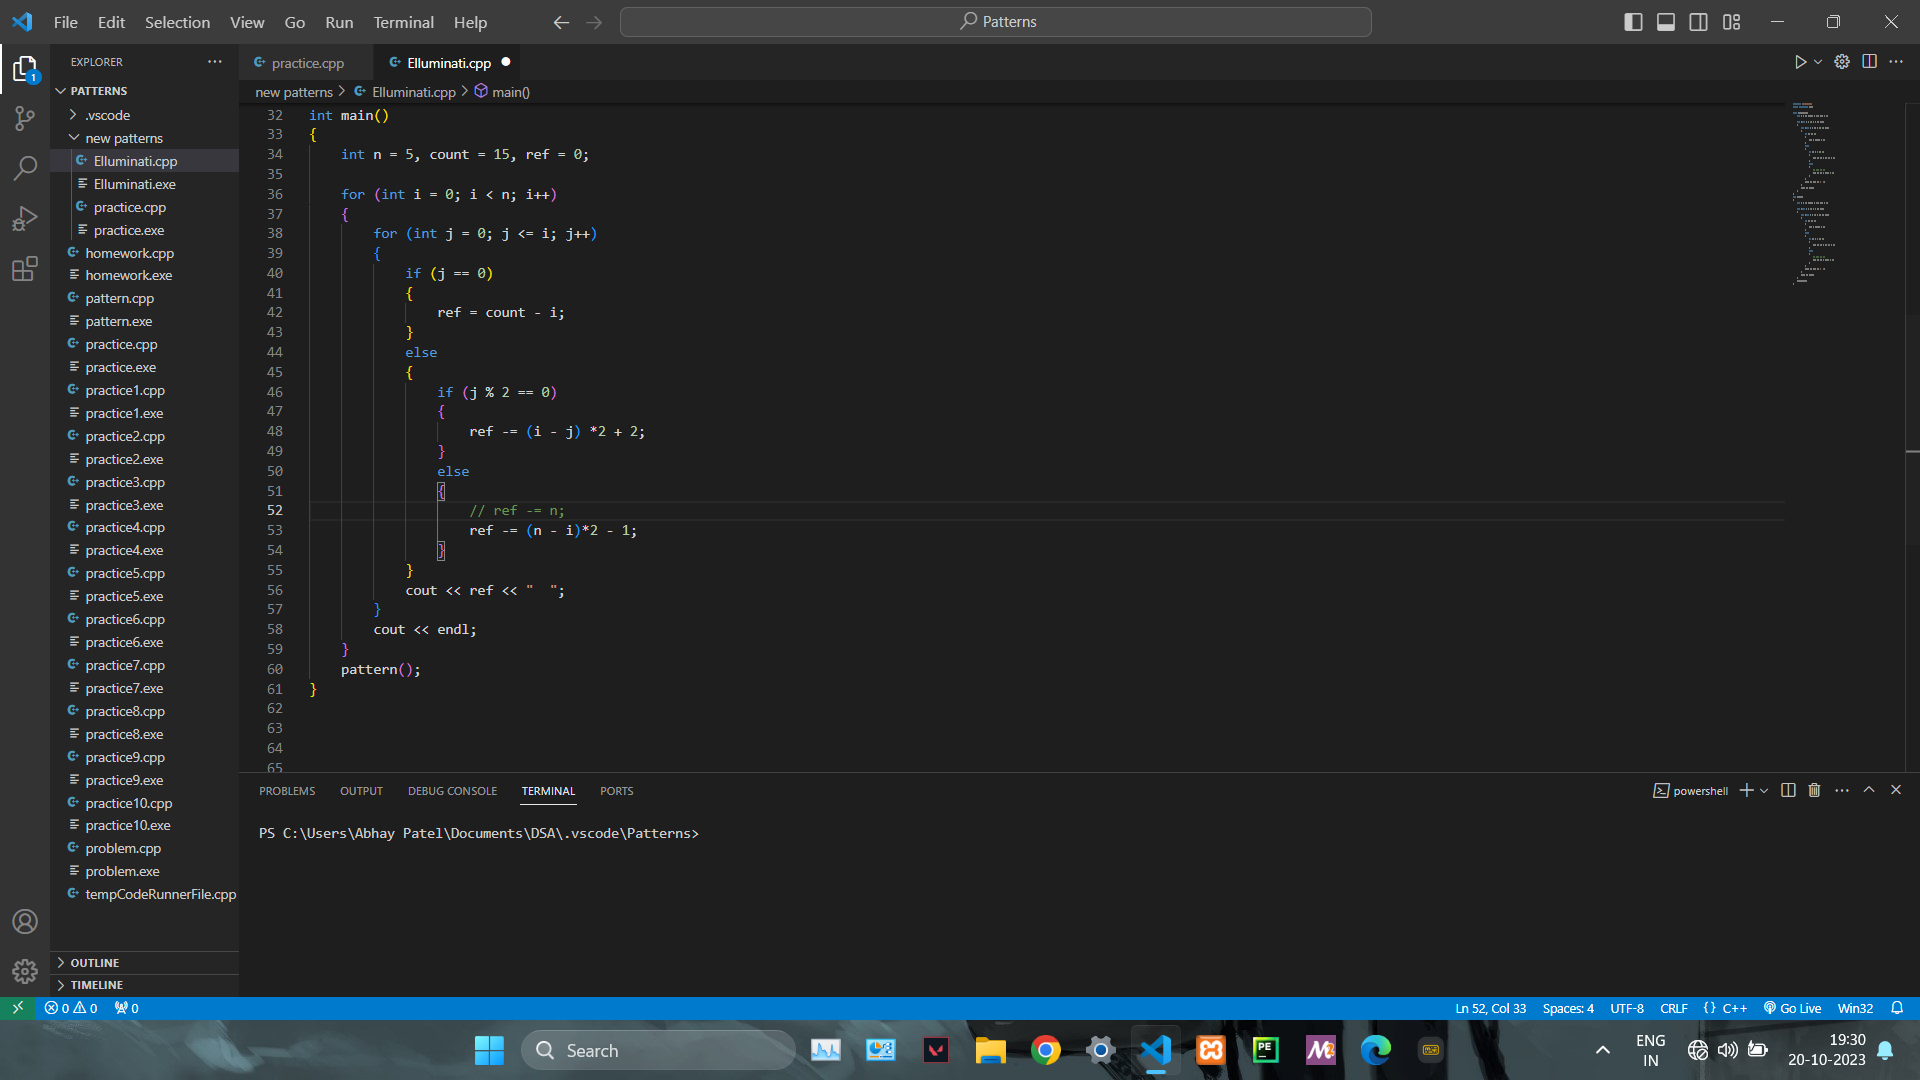 File Edit Selection View Go Run Terminal Help
Patterns
EXPLORER
PATTERNS
.vscode
new patterns
Elluminati.cpp
Elluminati.exe
practice.cpp
practice.exe
homework.cpp
homework.exe
pattern.cpp
pattern.exe
practice.cpp
practice.exe
practice1.cpp
practice1.exe
practice2.cpp
practice2.exe
practice3.cpp
practice3.exe
practice4.cpp
practice4.exe
practice5.cpp
practice5.exe
practice6.cpp
practice6.exe
practice7.cpp
practice7.exe
practice8.cpp
practice8.exe
practice9.cpp
practice9.exe
practice10.cpp
practice10.exe
problem.cpp
problem.exe
tempCodeRunnerFile.cpp
OUTLINE
TIMELINE
1
practice.cpp Elluminati.cpp
new patterns > Elluminati.cpp > main()
32 int main()
33 {
34     int n = 5, count = 15, ref = 0;
35
36     for (int i = 0; i < n; i++)
37     {
38         for (int j = 0; j <= i; j++)
39         {
40             if (j == 0)
41             {
42                 ref = count - i;
43             }
44             else
45             {
46                 if (j % 2 == 0)
47                 {
48                     ref -= (i - j) *2 + 2;
49                 }
50                 else
51                 {
52                     // ref -= n;
53                     ref -= (n - i)*2 - 1;
54                 }
55             }
56             cout << ref << "  ";
57         }
58         cout << endl;
59     }
60     pattern();
61 }
62
63
64
65
PROBLEMS OUTPUT DEBUG CONSOLE TERMINAL PORTS
powershell
PS C:\Users\Abhay Patel\Documents\DSA\.vscode\Patterns>
0 0 0
Ln 52, Col 33 Spaces: 4 UTF-8 CRLF {} C++ Go Live Win32
Search
PE
ENG
IN
19:30
20-10-2023